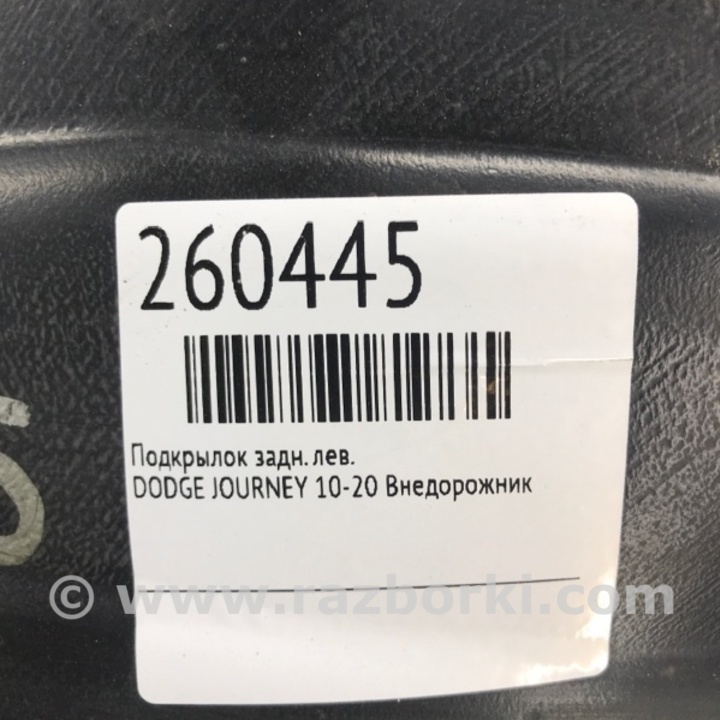 260445
Подкрылок задн. лев.
DODGE JOURNEY 10-20 Внедорожник
© www.razborki.com